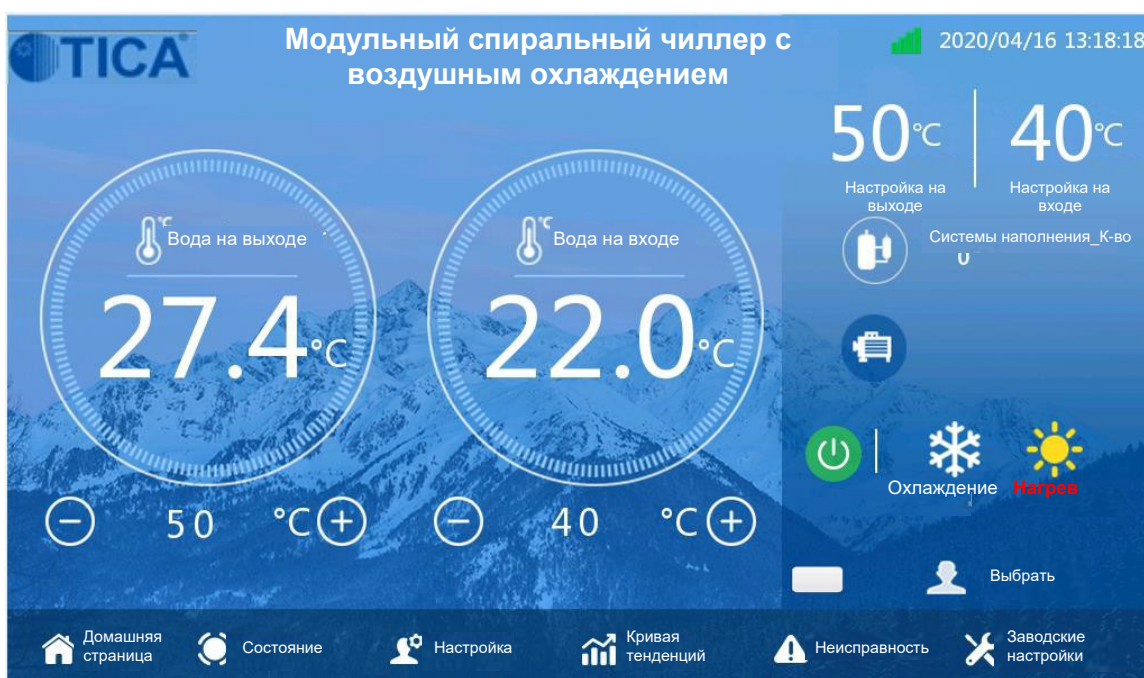 TICA
Модульный спиральный чиллер с
воздушным охлаждением
2020/04/16 13:18:18
50°C
40°C
Настройка на
выходе
Настройка на
входе
Системы наполнения_К-во
0
°C
Вода на выходе
27.4°C
°C
Вода на входе
22.0°C
Охлаждение
Нагрев
50 °C
40 °C
Выбрать
Домашняя
страница
Состояние
Настройка
Кривая
тенденций
Неисправность
Заводские
настройки